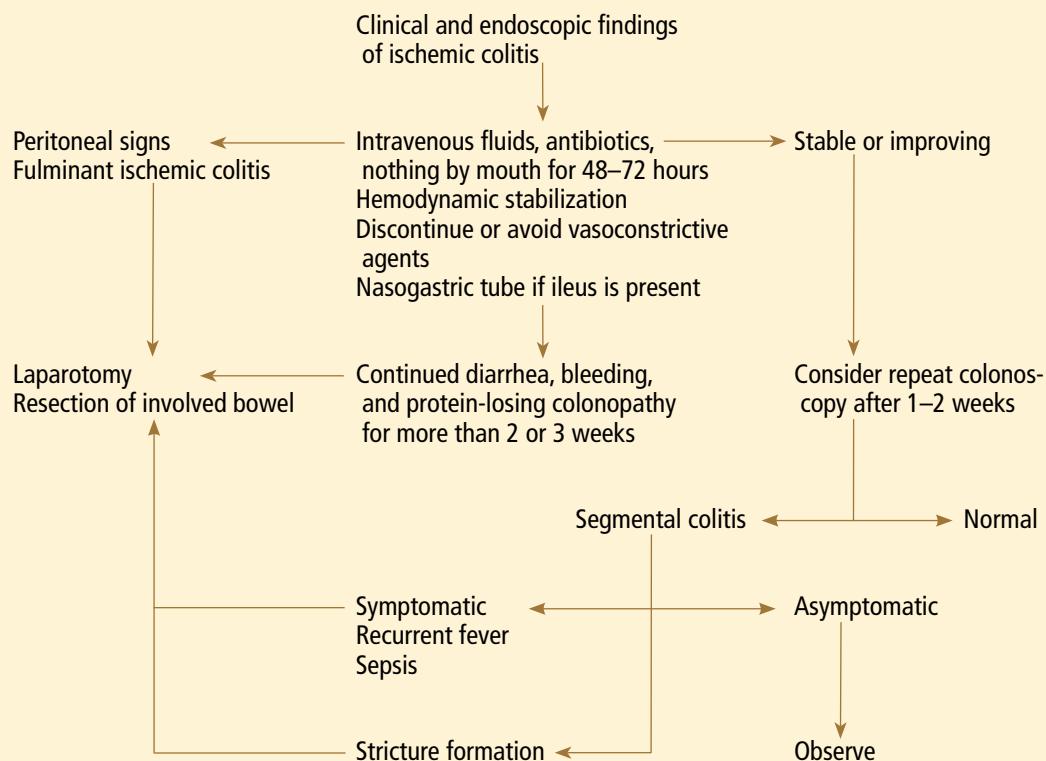 Clinical and endoscopic findings
of ischemic colitis
Peritoneal signs
Fulminant ischemic colitis
Intravenous fluids, antibiotics,
nothing by mouth for 48–72 hours
Hemodynamic stabilization
Discontinue or avoid vasoconstrictive
agents
Nasogastric tube if ileus is present
Stable or improving
Laparotomy
Resection of involved bowel
Continued diarrhea, bleeding,
and protein-losing colonopathy
for more than 2 or 3 weeks
Consider repeat colonos-
copy after 1–2 weeks
Segmental colitis
Normal
Symptomatic
Recurrent fever
Sepsis
Asymptomatic
Stricture formation
Observe